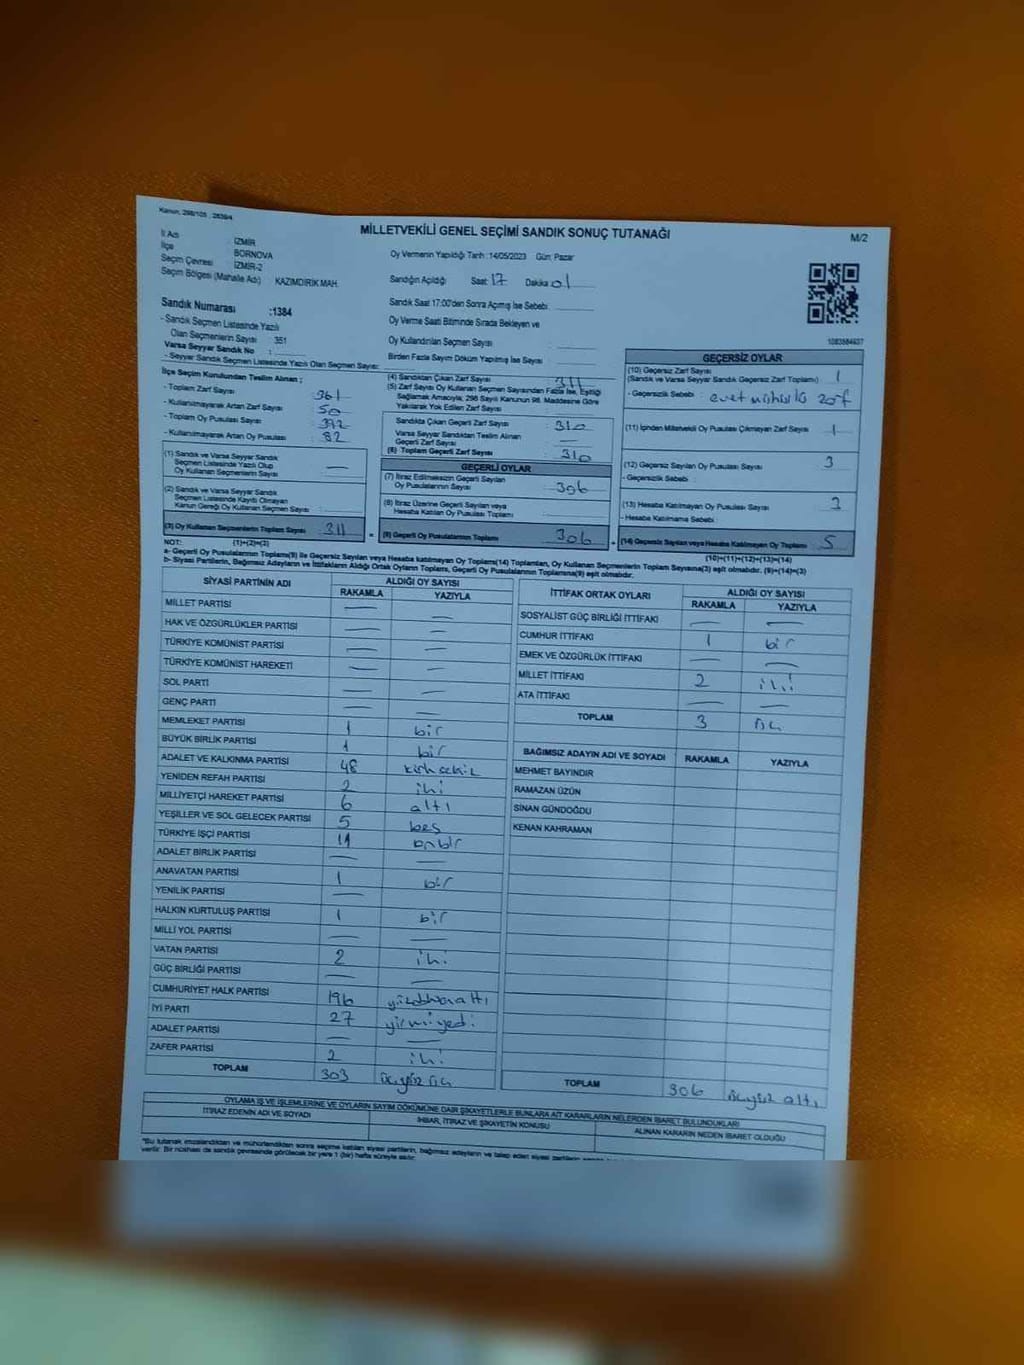 Kanun: 298/105 , 2839/4
MİLLETVEKİLİ GENEL SEÇİMİ SANDIK SONUÇ TUTANAĞI
M/2
İl Adı : İZMİR
İlçe : BORNOVA
Seçim Çevresi : İZMİR-2
Seçim Bölgesi (Mahalle Adı) : KAZIMDİRİK MAH.
Oy Vermenin Yapıldığı Tarih : 14/05/2023 Gün: Pazar
Sandığın Açıldığı Saat: 17 Dakika 01
Sandık Saat 17:00'den Sonra Açılmış İse Sebebi:
Oy Verme Saati Bitiminde Sırada Bekleyen ve
Oy Kullandırılan Seçmen Sayısı :
Birden Fazla Sayım Döküm Yapılmış İse Sayısı :
1083584937
Sandık Numarası :1384
- Sandık Seçmen Listesinde Yazılı
Olan Seçmenlerin Sayısı : 351
Varsa Seyyar Sandık No :
- Seyyar Sandık Seçmen Listesinde Yazılı Olan Seçmen Sayısı:
İlçe Seçim Kurulundan Teslim Alınan ;
- Toplam Zarf Sayısı : 361
- Kullanılmayarak Artan Zarf Sayısı : 50
- Toplam Oy Pusulası Sayısı : 392
- Kullanılmayarak Artan Oy Pusulası : 82
(1) Sandık ve Varsa Seyyar Sandık
Seçmen Listesinde Yazılı Olup
Oy Kullanan Seçmenlerin Sayısı : —
(2) Sandık ve Varsa Seyyar Sandık
Seçmen Listesinde Kayıtlı Olmayan
Kanun Gereği Oy Kullanan Seçmen Sayısı :
(3) Oy Kullanan Seçmenlerin Toplam Sayısı : 311
(1)+(2)=(3)
(4) Sandıktan Çıkan Zarf Sayısı : 311
(5) Zarf Sayısı Oy Kullanan Seçmen Sayısından Fazla İse, Eşitliği
Sağlamak Amacıyla; 298 Sayılı Kanunun 98. Maddesine Göre
Yakılarak Yok Edilen Zarf Sayısı :
Sandıkta Çıkan Geçerli Zarf Sayısı : 310
Varsa Seyyar Sandıktan Teslim Alınan
Geçerli Zarf Sayısı : —
(6) Toplam Geçerli Zarf Sayısı : 310
GEÇERLİ OYLAR
(7) İtiraz Edilmeksizin Geçerli Sayılan
Oy Pusulalarının Sayısı : 306
(8) İtiraz Üzerine Geçerli Sayılan veya
Hesaba Katılan Oy Pusulası Toplamı :
(9) Geçerli Oy Pusulalarının Toplamı : 306
GEÇERSİZ OYLAR
(10) Geçersiz Zarf Sayısı
(Sandık ve Varsa Seyyar Sandık Geçersiz Zarf Toplamı) : 1
- Geçersizlik Sebebi : evet mühürlü zarf
(11) İçinden Milletvekili Oy Pusulası Çıkmayan Zarf Sayısı : 1
(12) Geçersiz Sayılan Oy Pusulası Sayısı : 3
- Geçersizlik Sebebi :
(13) Hesaba Katılmayan Oy Pusulası Sayısı :
- Hesaba Katılmama Sebebi :
(14) Geçersiz Sayılan veya Hesaba Katılmayan Oy Toplamı : 5
(10)+(11)+(12)+(13)=(14)
NOT:
a- Geçerli Oy Pusulalarının Toplamı(9) ile Geçersiz Sayılan veya Hesaba katılmayan Oy Toplamı(14) Toplamları, Oy Kullanan Seçmenlerin Toplam Sayısına(3) eşit olmalıdır. (9)+(14)=(3)
b- Siyasi Partilerin, Bağımsız Adayların ve İttifakların Aldığı Ortak Oyların Toplamı, Geçerli Oy Pusulalarının Toplamına(9) eşit olmalıdır.
SİYASİ PARTİNİN ADI ALDIĞI OY SAYISI
RAKAMLA YAZIYLA
MİLLET PARTİSİ — —
HAK VE ÖZGÜRLÜKLER PARTİSİ — —
TÜRKİYE KOMÜNİST PARTİSİ — —
TÜRKİYE KOMÜNİST HAREKETİ — —
SOL PARTİ — —
GENÇ PARTİ — —
MEMLEKET PARTİSİ 1 bir
BÜYÜK BİRLİK PARTİSİ 1 bir
ADALET VE KALKINMA PARTİSİ 48 kırksekiz
YENİDEN REFAH PARTİSİ 2 iki
MİLLİYETÇİ HAREKET PARTİSİ 6 altı
YEŞİLLER VE SOL GELECEK PARTİSİ 5 beş
TÜRKİYE İŞÇİ PARTİSİ 11 onbir
ADALET BİRLİK PARTİSİ — —
ANAVATAN PARTİSİ 1 bir
YENİLİK PARTİSİ —
HALKIN KURTULUŞ PARTİSİ 1 bir
MİLLİ YOL PARTİSİ — —
VATAN PARTİSİ 2 iki
GÜÇ BİRLİĞİ PARTİSİ — —
CUMHURİYET HALK PARTİSİ 196 yüzdoksanaltı
İYİ PARTİ 27 yirmiyedi
ADALET PARTİSİ — —
ZAFER PARTİSİ 2 iki
TOPLAM 303 üçyüz üç
İTTİFAK ORTAK OYLARI ALDIĞI OY SAYISI
RAKAMLA YAZIYLA
SOSYALİST GÜÇ BİRLİĞİ İTTİFAKI — —
CUMHUR İTTİFAKI 1 bir
EMEK VE ÖZGÜRLÜK İTTİFAKI — —
MİLLET İTTİFAKI 2 iki
ATA İTTİFAKI — —
TOPLAM 3 üç
BAĞIMSIZ ADAYIN ADI VE SOYADI RAKAMLA YAZIYLA
MEHMET BAYINDIR
RAMAZAN ÜZÜN
SİNAN GÜNDOĞDU
KENAN KAHRAMAN
TOPLAM 306 üçyüz altı
OYLAMA İŞ VE İŞLEMLERİNE VE OYLARIN SAYIM DÖKÜMÜNE DAİR ŞİKAYETLERLE BUNLARA AİT KARARLARIN NELERDEN İBARET BULUNDUKLARI
İTİRAZ EDENİN ADI VE SOYADI İHBAR, İTİRAZ VE ŞİKAYETİN KONUSU ALINAN KARARIN NEDEN İBARET OLDUĞU
*Bu tutanak imzalandıktan ve mühürlendikten sonra seçime katılan siyasi partilerin, bağımsız adayların ve talep eden siyasi partilerin
verilir. Bir nüshası da sandık çevresinde görülecek bir yere 1 (bir) hafta süreyle asılır.